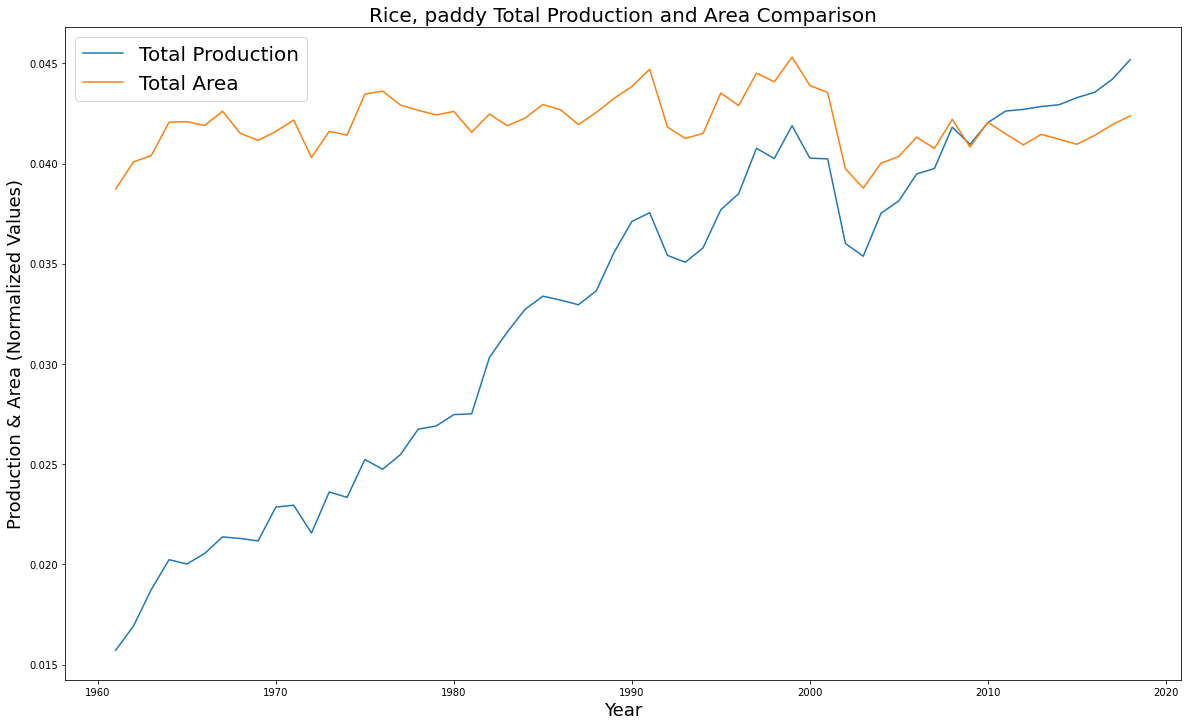 Rice, paddy Total Production and Area Comparison
Total Production
Total Area
Production & Area (Normalized Values)
0.045
0.040
0.035
0.030
0.025
0.020
0.015
1960
1970
1980
1990
2000
2010
2020
Year